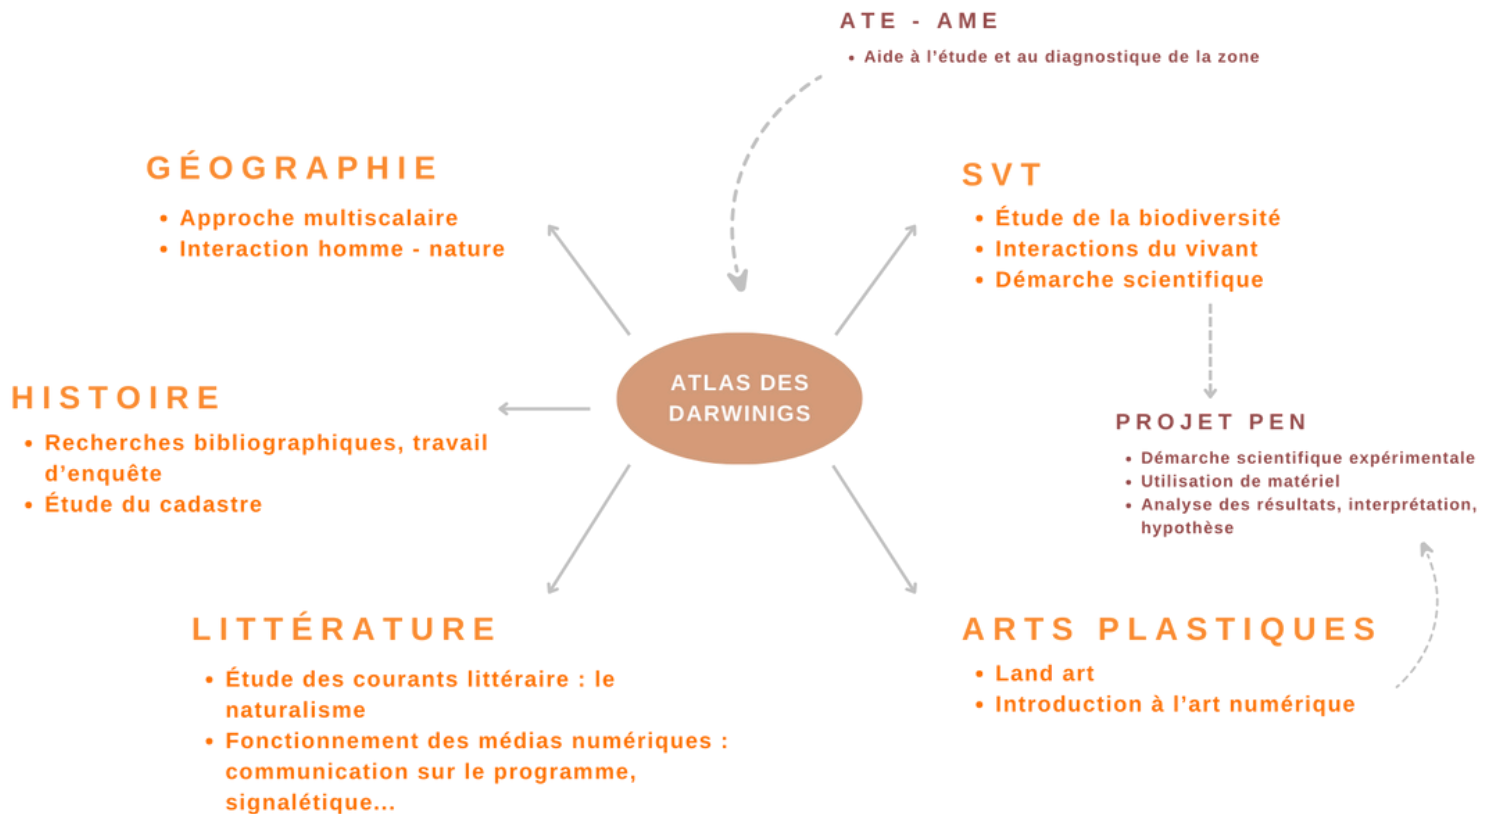 ATE - AME
• Aide à l'étude et au diagnostique de la zone
GÉOGRAPHIE
• Approche multiscalaire
• Interaction homme - nature
SVT
• Étude de la biodiversité
• Interactions du vivant
• Démarche scientifique
ATLAS DES
DARWINIGS
HISTOIRE
• Recherches bibliographiques, travail
d'enquête
• Étude du cadastre
PROJET PEN
• Démarche scientifique expérimentale
• Utilisation de matériel
• Analyse des résultats, interprétation,
hypothèse
LITTÉRATURE
• Étude des courants littéraire : le
naturalisme
• Fonctionnement des médias numériques :
communication sur le programme,
signalétique...
ARTS PLASTIQUES
• Land art
• Introduction à l'art numérique